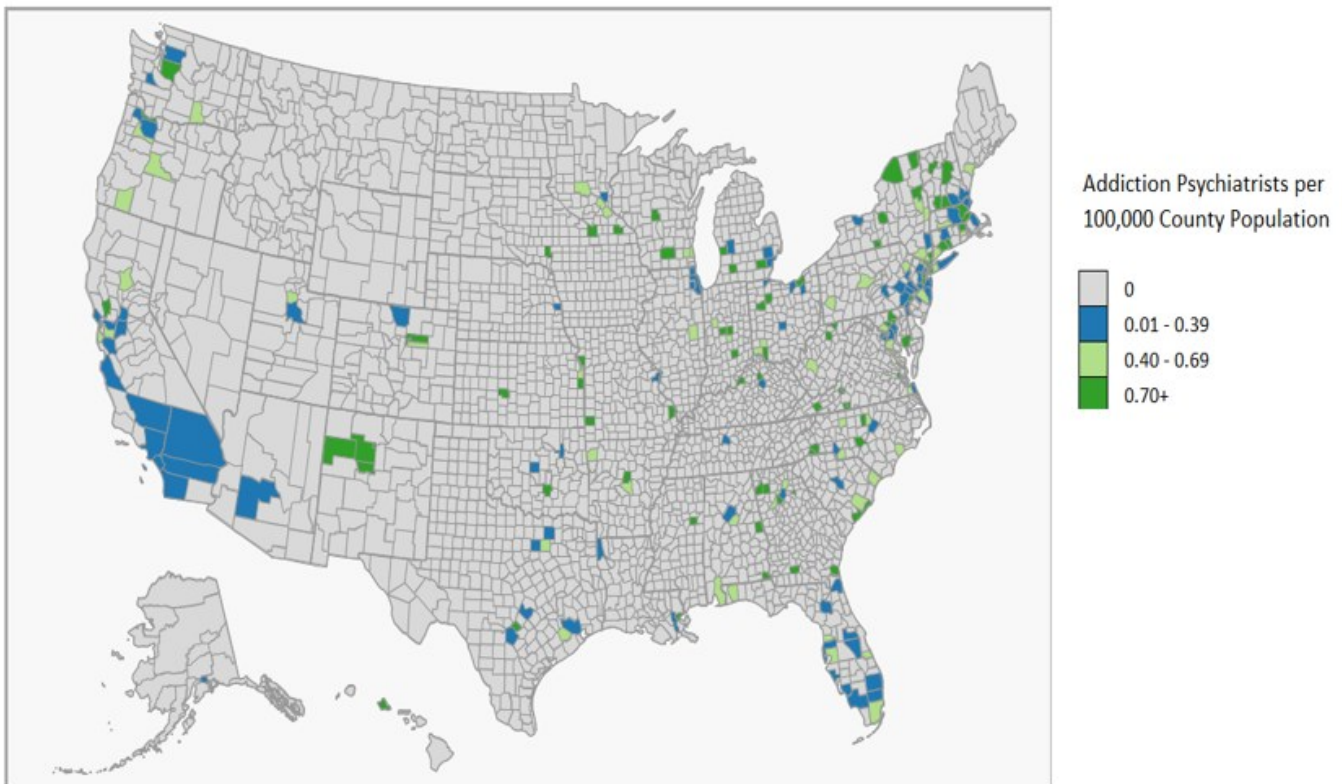 Addiction Psychiatrists per
100,000 County Population
0
0.01 - 0.39
0.40 - 0.69
0.70+